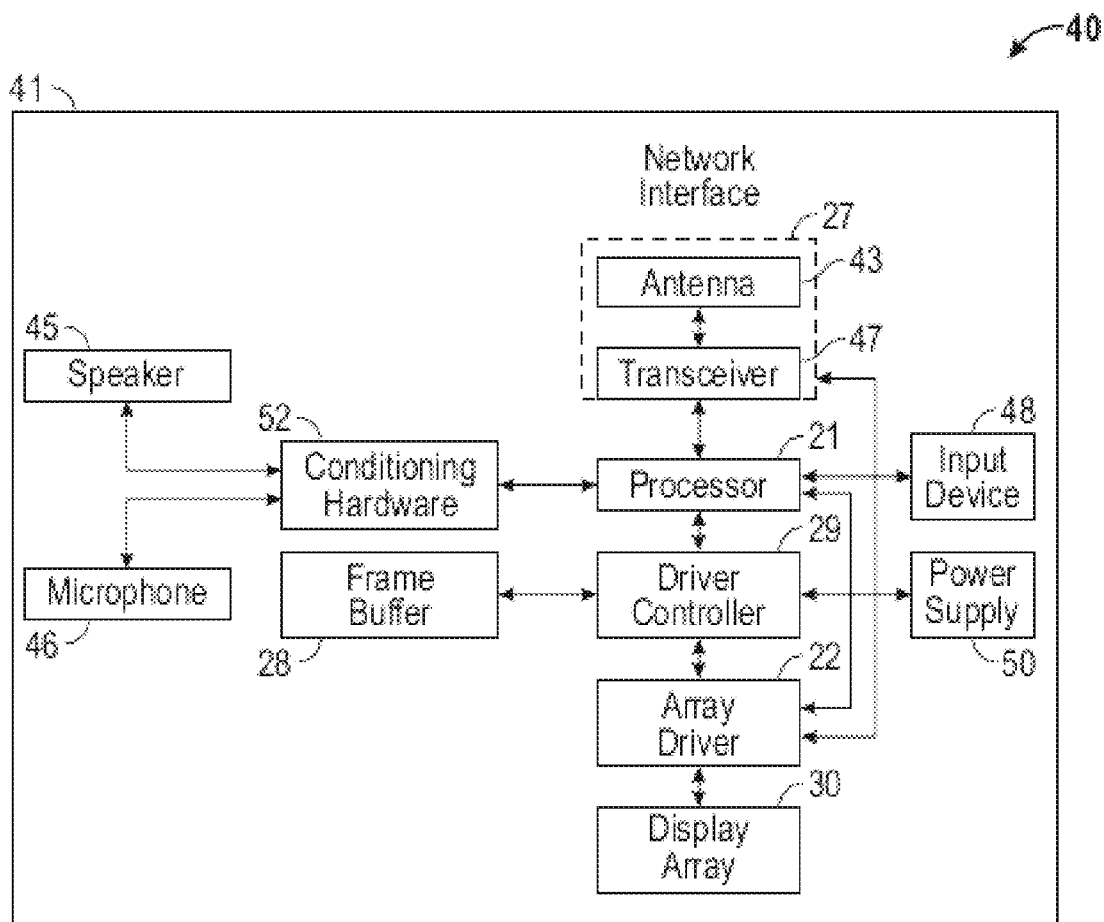 40
41
Network
Interface
27
Antenna
43
45
Speaker
Transceiver
47
52
Conditioning
Hardware
21
Processor
48
Input
Device
Microphone
46
Frame
Buffer
28
29
Driver
Controller
Power
Supply
50
22
Array
Driver
30
Display
Array